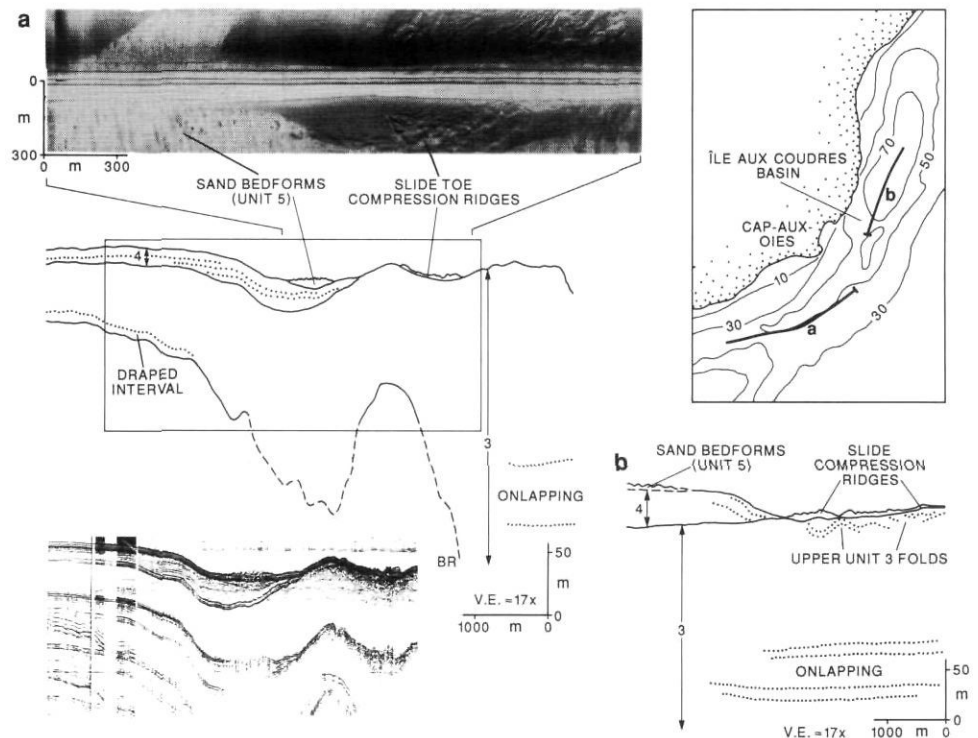 a
0
m
300
0 m 300
SAND BEDFORMS
(UNIT 5)
SLIDE TOE
COMPRESSION RIDGES
4
DRAPED
INTERVAL
3
ONLAPPING
BR
50
m
0
V.E. ≃17x
1000 m 0
ÎLE AUX COUDRES
BASIN
CAP-AUX-
OIES
70
50
b
10
30
a
30
b
SAND BEDFORMS
(UNIT 5)
SLIDE
COMPRESSION
RIDGES
4
UPPER UNIT 3 FOLDS
3
ONLAPPING
50
m
0
V.E. ≃17x
1000 m 0